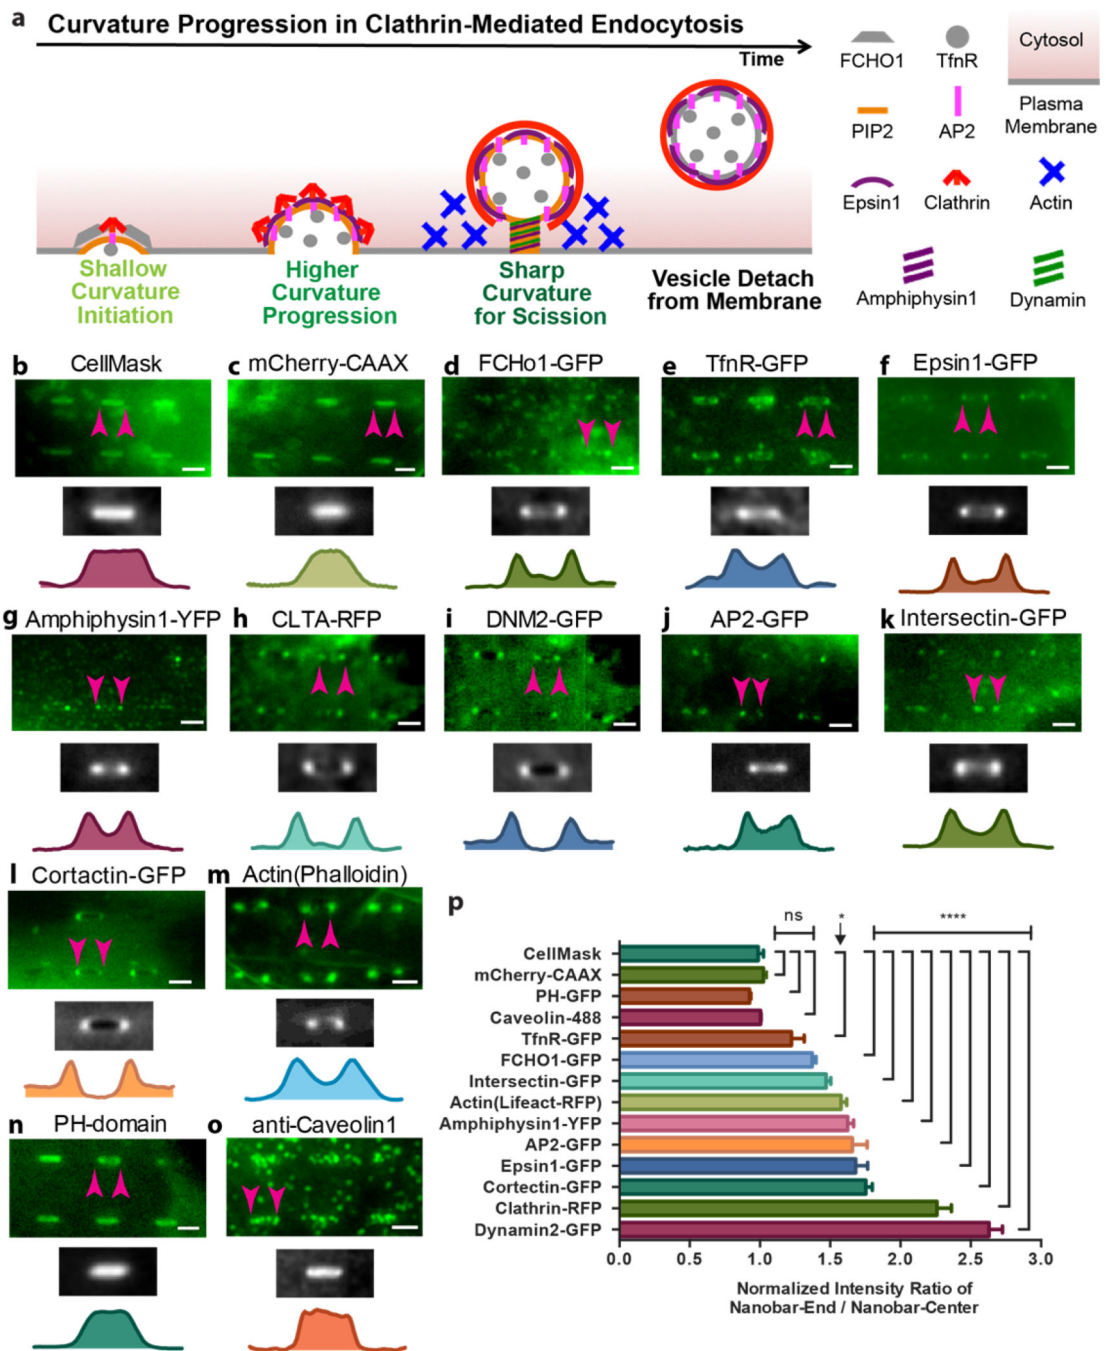 a Curvature Progression in Clathrin-Mediated Endocytosis
Time
Shallow
Curvature
Initiation
Higher
Curvature
Progression
Sharp
Curvature
for Scission
Vesicle Detach
from Membrane
FCHO1
TfnR
Cytosol
PIP2
AP2
Plasma
Membrane
Epsin1
Clathrin
Actin
Amphiphysin1
Dynamin
b CellMask
c mCherry-CAAX
d FCHo1-GFP
e TfnR-GFP
f Epsin1-GFP
g Amphiphysin1-YFP
h CLTA-RFP
i DNM2-GFP
j AP2-GFP
k Intersectin-GFP
l Cortactin-GFP
m Actin(Phalloidin)
n PH-domain
o anti-Caveolin1
p
ns
*
****
CellMask
mCherry-CAAX
PH-GFP
Caveolin-488
TfnR-GFP
FCHO1-GFP
Intersectin-GFP
Actin(Lifeact-RFP)
Amphiphysin1-YFP
AP2-GFP
Epsin1-GFP
Cortectin-GFP
Clathrin-RFP
Dynamin2-GFP
0.0 0.5 1.0 1.5 2.0 2.5 3.0
Normalized Intensity Ratio of
Nanobar-End / Nanobar-Center